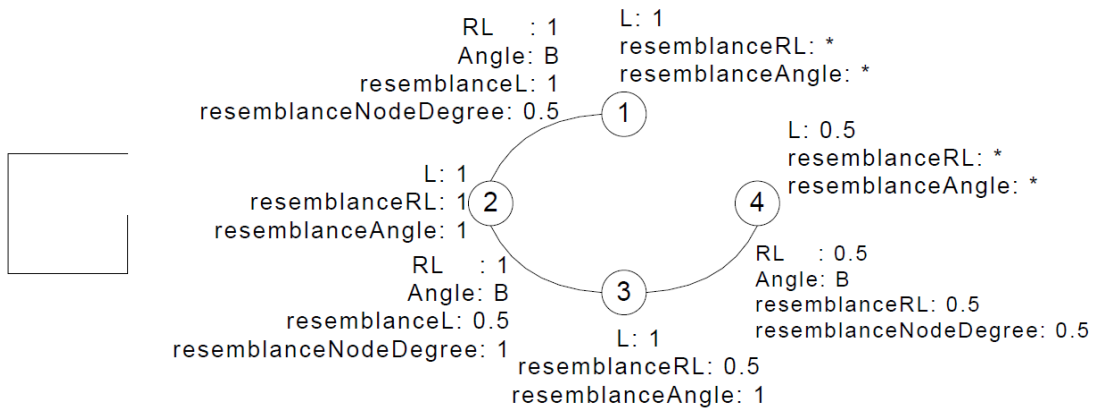 RL : 1
Angle: B
resemblanceL: 1
resemblanceNodeDegree: 0.5
L: 1
resemblanceRL: *
resemblanceAngle: *
1
L: 1
resemblanceRL: 1
resemblanceAngle: 1
2
L: 0.5
resemblanceRL: *
resemblanceAngle: *
4
RL : 1
Angle: B
resemblanceL: 0.5
resemblanceNodeDegree: 1
3
L: 1
resemblanceRL: 0.5
resemblanceAngle: 1
RL : 0.5
Angle: B
resemblanceRL: 0.5
resemblanceNodeDegree: 0.5